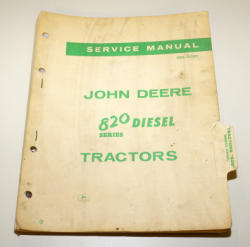 SERVICE MANUAL
JOHN DEERE
820 DIESEL
SERIES
TRACTORS